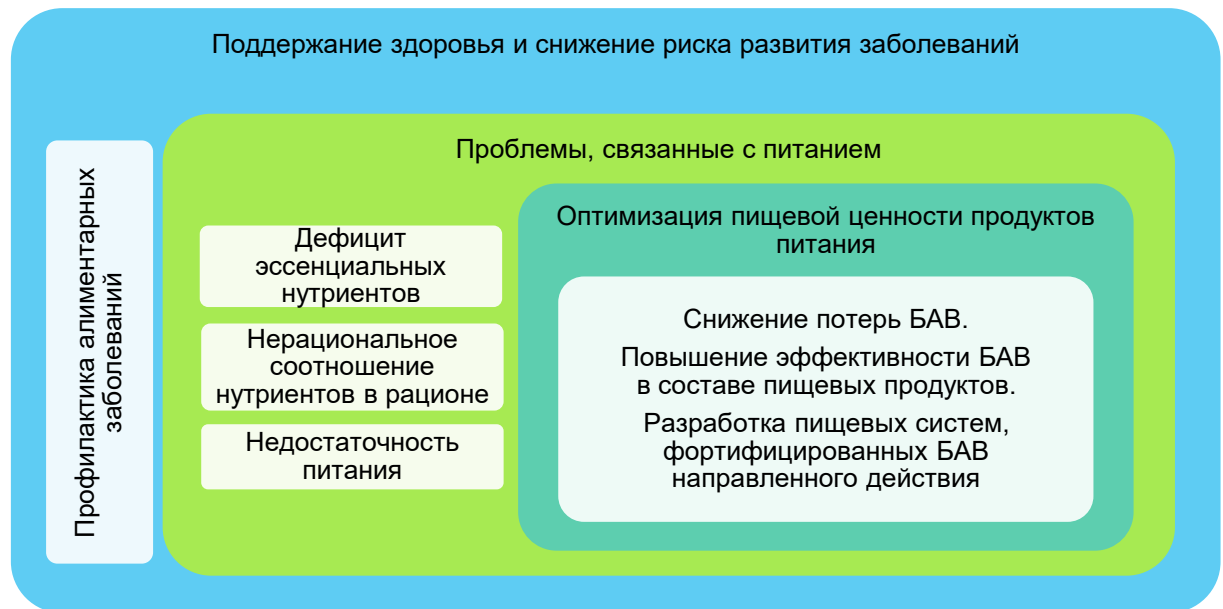 Поддержание здоровья и снижение риска развития заболеваний
Профилактика алиментарных
заболеваний
Проблемы, связанные с питанием
Дефицит
эссенциальных
нутриентов
Нерациональное
соотношение
нутриентов в рационе
Недостаточность
питания
Оптимизация пищевой ценности продуктов
питания
Снижение потерь БАВ.
Повышение эффективности БАВ
в составе пищевых продуктов.
Разработка пищевых систем,
фортифицированных БАВ
направленного действия